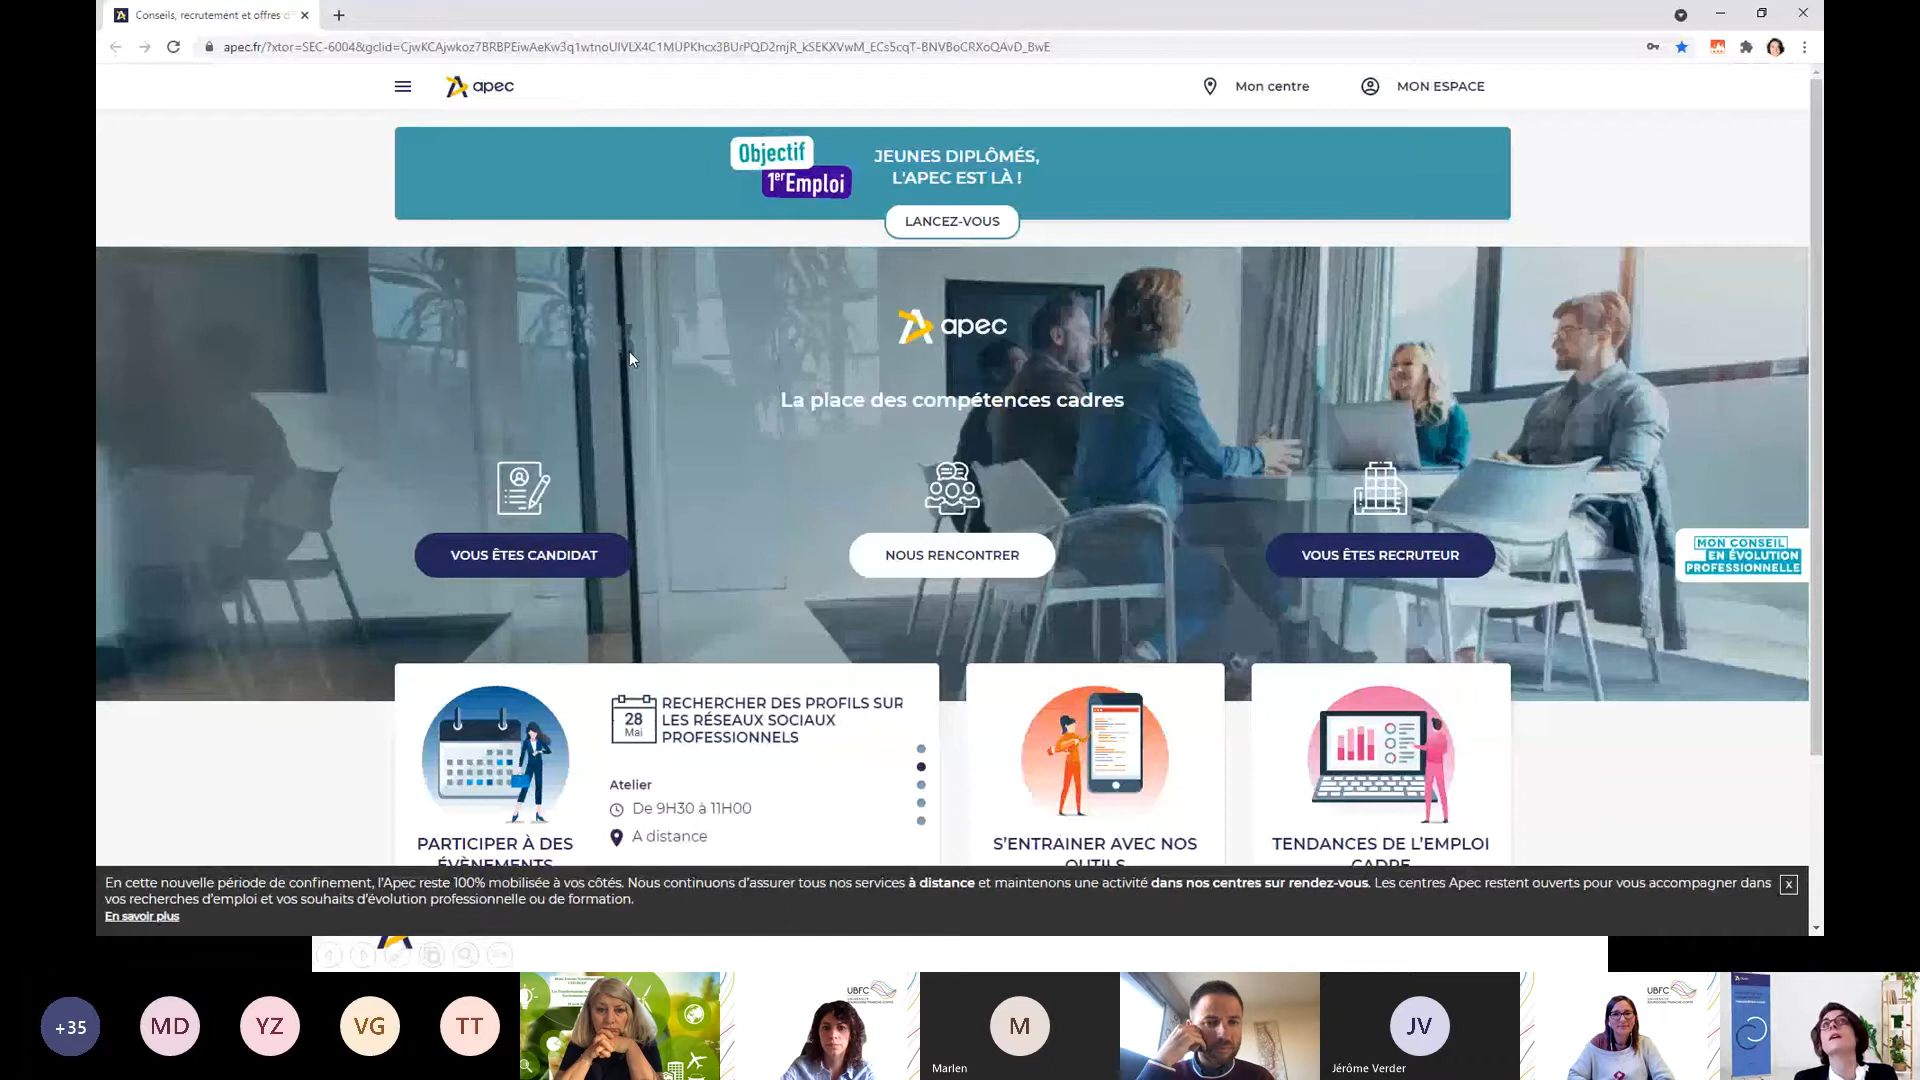 Conseils, recrutement et offres d'
apec.fr/?xtor=SEC-6004&gclid=CjwKCAjwkoz7BRBPEiwAeKw3q1wtnoUIVLX4C1MUPKhcx3BUrPQD2mjR_kSEKXVwM_ECs5cqT-BNVBoCRXoQAvD_BwE
apec
Mon centre
MON ESPACE
Objectif
1er Emploi
JEUNES DIPLÔMÉS,
L'APEC EST LÀ !
LANCEZ-VOUS
apec
La place des compétences cadres
VOUS ÊTES CANDIDAT
NOUS RENCONTRER
VOUS ÊTES RECRUTEUR
MON CONSEIL
EN ÉVOLUTION
PROFESSIONNELLE
28
Mai
RECHERCHER DES PROFILS SUR
LES RÉSEAUX SOCIAUX
PROFESSIONNELS
Atelier
De 9H30 à 11H00
A distance
PARTICIPER À DES
ÉVÈNEMENTS
S'ENTRAINER AVEC NOS
OUTILS
TENDANCES DE L'EMPLOI
CADRE
En cette nouvelle période de confinement, l'Apec reste 100% mobilisée à vos côtés. Nous continuons d'assurer tous nos services à distance et maintenons une activité dans nos centres sur rendez-vous. Les centres Apec restent ouverts pour vous accompagner dans
vos recherches d'emploi et vos souhaits d'évolution professionnelle ou de formation.
En savoir plus
x
+35
MD
YZ
VG
TT
UBFC
M
Marlen
JV
Jérôme Verder
UBFC